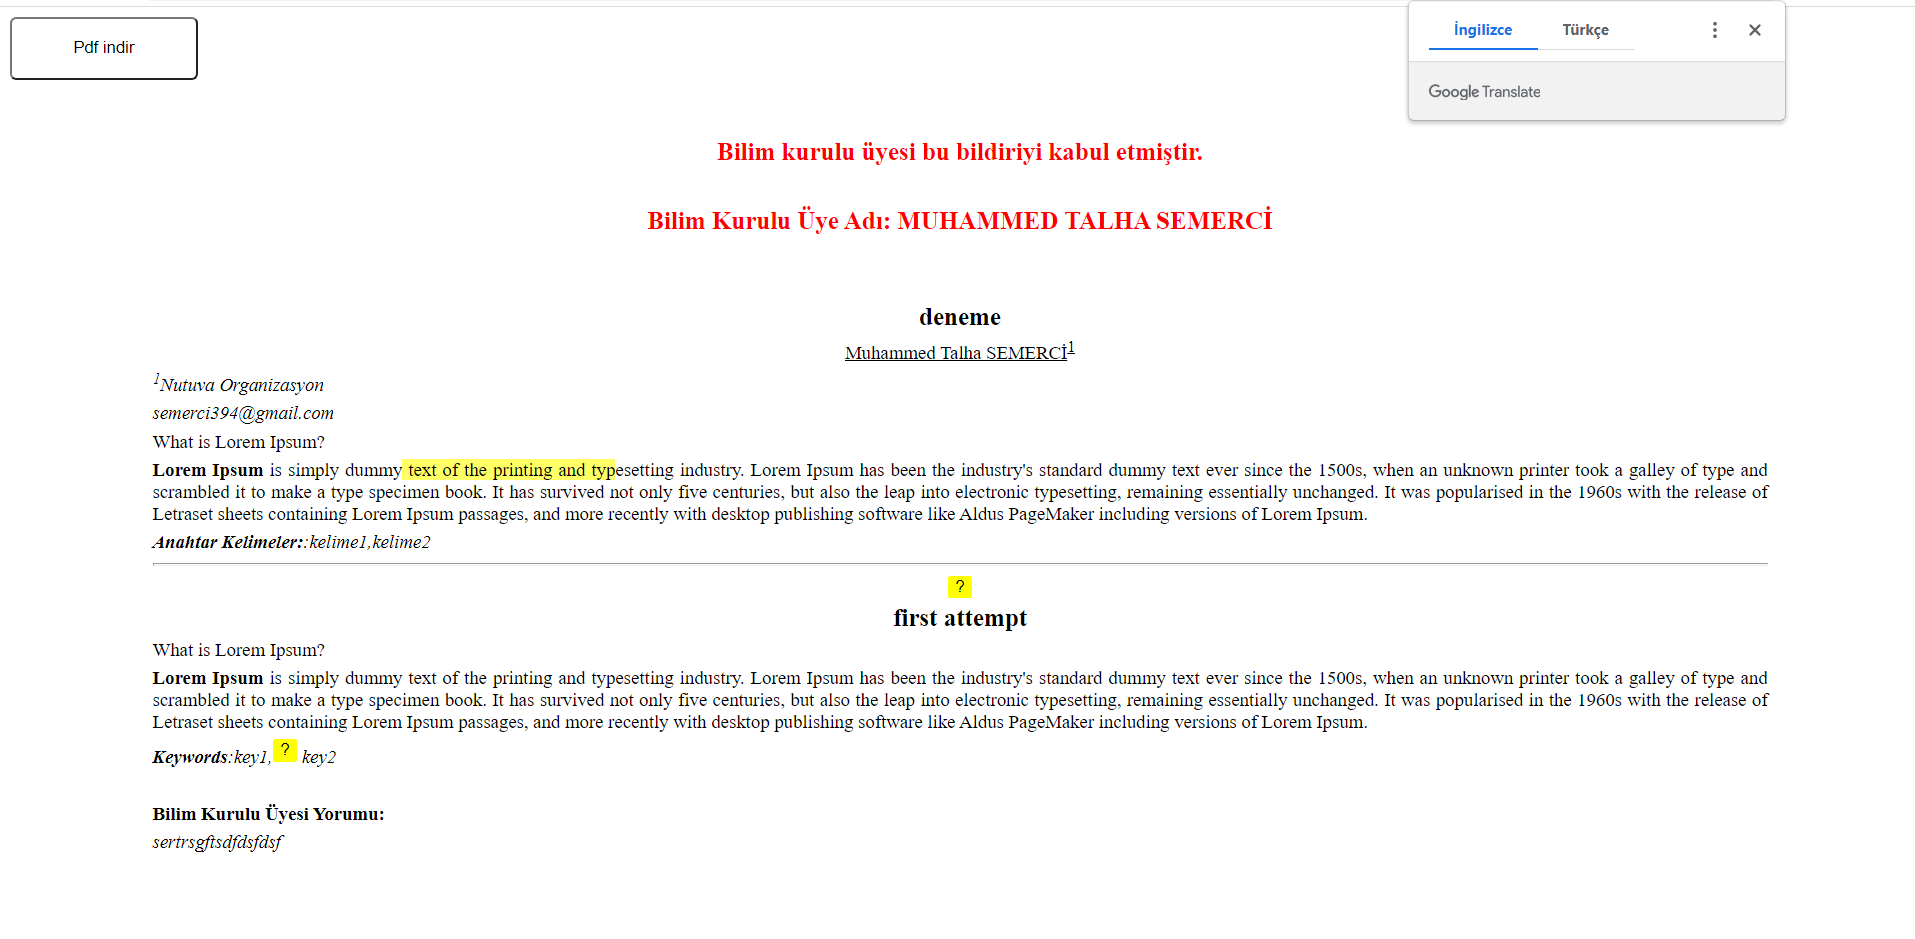 Pdf indir
İngilizce Türkçe
Google Translate
Bilim kurulu üyesi bu bildiriyi kabul etmiştir.
Bilim Kurulu Üye Adı: MUHAMMED TALHA SEMERCİ
deneme
Muhammed Talha SEMERCİ1
1Nutuva Organizasyon
semerci394@gmail.com
What is Lorem Ipsum?
Lorem Ipsum is simply dummy text of the printing and typesetting industry. Lorem Ipsum has been the industry's standard dummy text ever since the 1500s, when an unknown printer took a galley of type and
scrambled it to make a type specimen book. It has survived not only five centuries, but also the leap into electronic typesetting, remaining essentially unchanged. It was popularised in the 1960s with the release of
Letraset sheets containing Lorem Ipsum passages, and more recently with desktop publishing software like Aldus PageMaker including versions of Lorem Ipsum.
Anahtar Kelimeler::kelime1,kelime2
?
first attempt
What is Lorem Ipsum?
Lorem Ipsum is simply dummy text of the printing and typesetting industry. Lorem Ipsum has been the industry's standard dummy text ever since the 1500s, when an unknown printer took a galley of type and
scrambled it to make a type specimen book. It has survived not only five centuries, but also the leap into electronic typesetting, remaining essentially unchanged. It was popularised in the 1960s with the release of
Letraset sheets containing Lorem Ipsum passages, and more recently with desktop publishing software like Aldus PageMaker including versions of Lorem Ipsum.
Keywords:key1, ? key2
Bilim Kurulu Üyesi Yorumu:
sertrsgftsdfdsfdsf